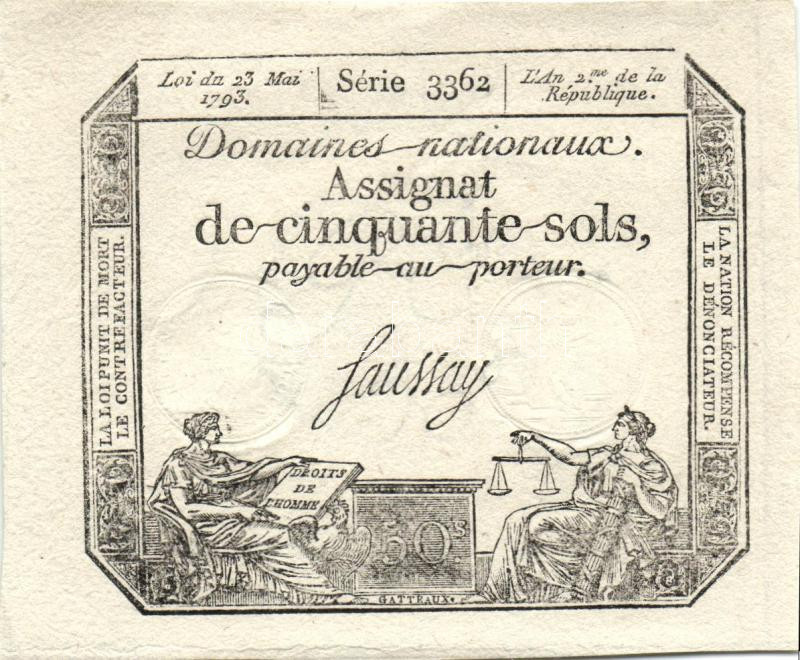 Loi du 23 Mai
1793.
Série 3362
L'An 2.me de la
République.
Domaines nationaux.
Assignat
de cinquante sols,
payable au porteur.
LA LOI PUNIT DE MORT
LE CONTREFACTEUR.
LA NATION RÉCOMPENSE
LE DÉNONCIATEUR.
Saussay
DROITS
DE
L'HOMME
50s
GATTEAUX.